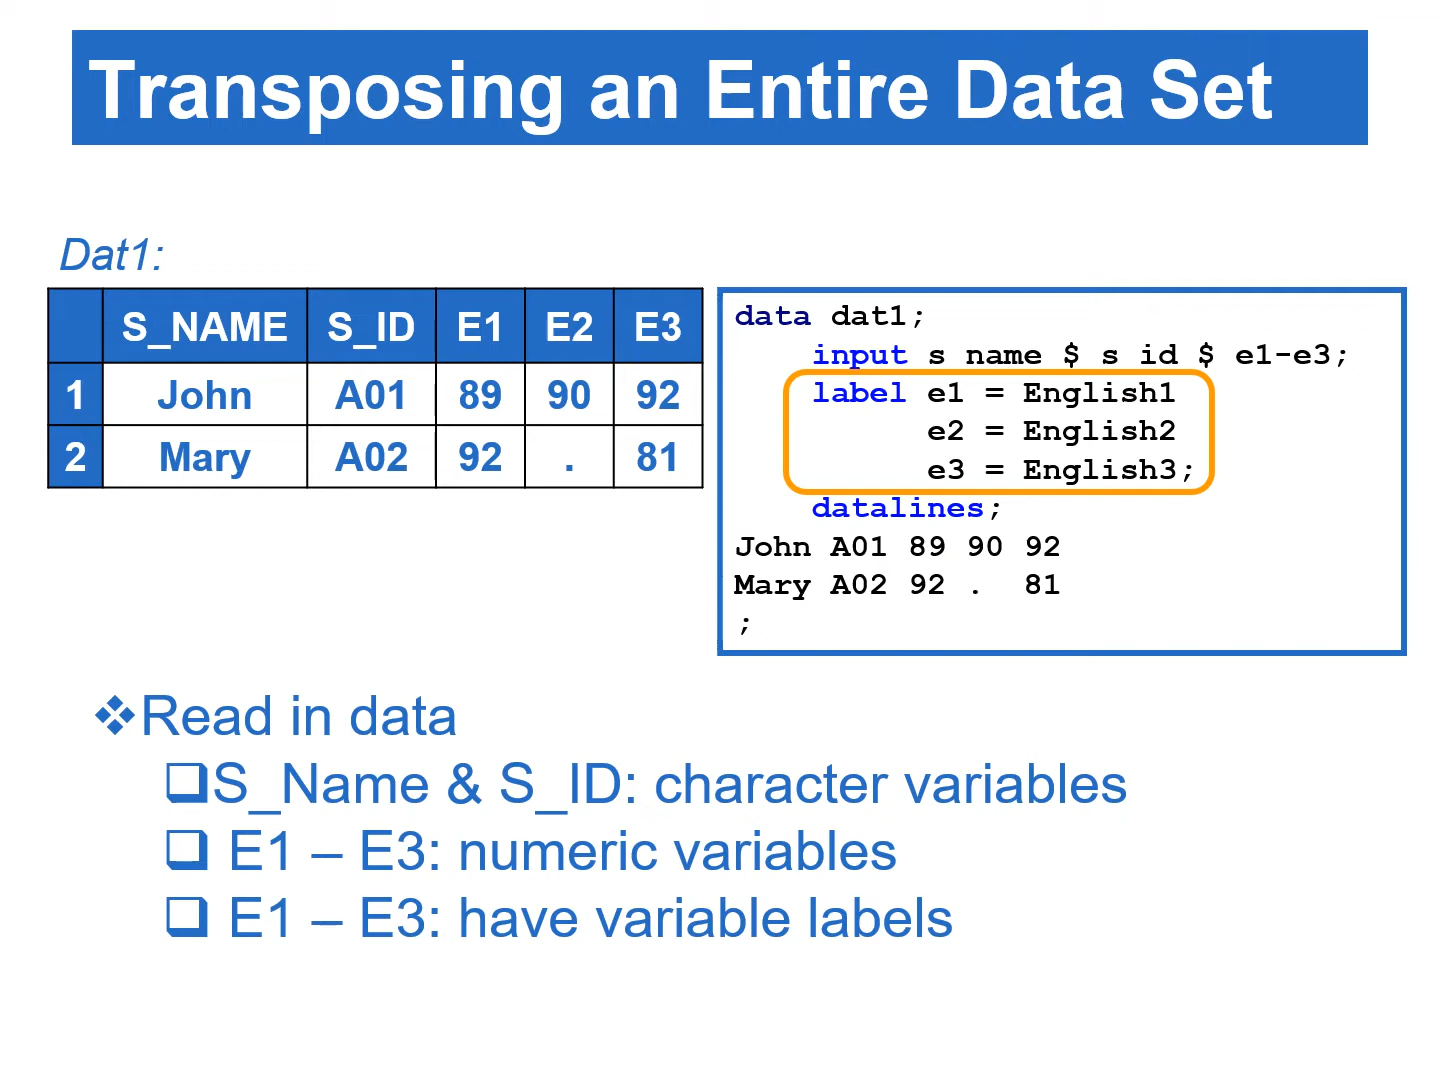 Transposing an Entire Data Set
Dat1:
S_NAME S_ID E1 E2 E3
1 John A01 89 90 92
2 Mary A02 92 . 81
data dat1;
input s name $ s id $ e1-e3;
label e1 = English1
e2 = English2
e3 = English3;
datalines;
John A01 89 90 92
Mary A02 92 . 81
;
❖Read in data
❑S_Name & S_ID: character variables
❑ E1 – E3: numeric variables
❑ E1 – E3: have variable labels